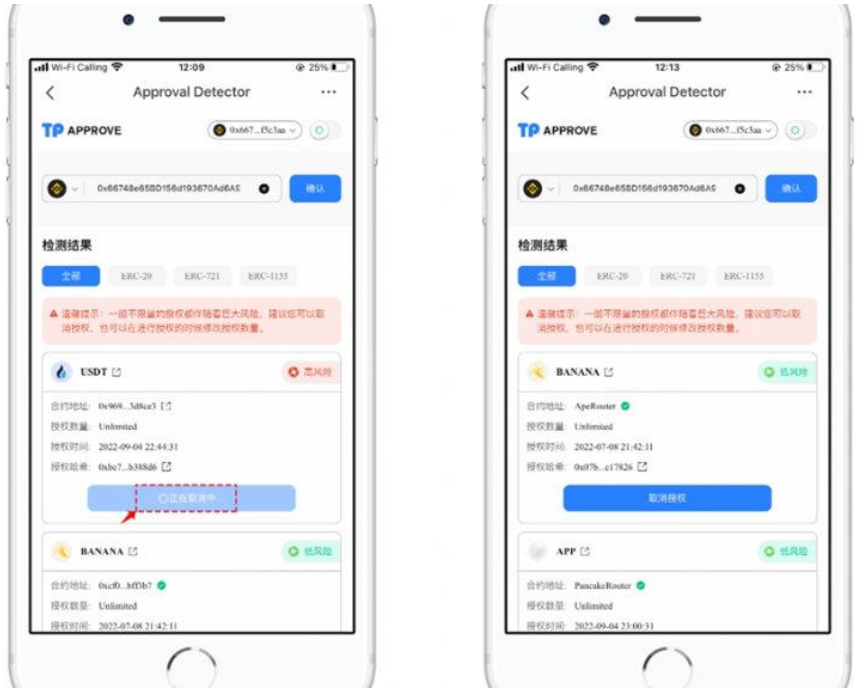 Wi-Fi Calling 12:09 25%
Approval Detector
TP APPROVE 0x667...f5c3aa
0x66748e658D156d193670Ad6A9 确认
检测结果
全部 ERC-20 ERC-721 ERC-1155
温馨提示：一般不限量的授权都伴随着巨大风险，建议您可以取
消授权，也可以在进行授权的时候修改授权数量。
USDT 高风险
合约地址: 0x969...3d8ce3
授权数量: Unlimited
授权时间: 2022-09-04 22:44:31
授权哈希: 0xbe7...b388d6
正在取消中...
BANANA 低风险
合约地址: 0xcf0...bff3b7
授权数量: Unlimited
授权时间: 2022-07-08 21:42:11
Wi-Fi Calling 12:13 25%
Approval Detector
TP APPROVE 0x667...f5c3aa
0x66748e658D156d193670Ad6A9 确认
检测结果
全部 ERC-20 ERC-721 ERC-1155
温馨提示：一般不限量的授权都伴随着巨大风险，建议您可以取
消授权，也可以在进行授权的时候修改授权数量。
BANANA 低风险
合约地址: ApeRouter
授权数量: Unlimited
授权时间: 2022-07-08 21:42:11
授权哈希: 0x07b...c17826
取消授权
APP 低风险
合约地址: PancakeRouter
授权数量: Unlimited
授权时间: 2022-09-04 23:00:31